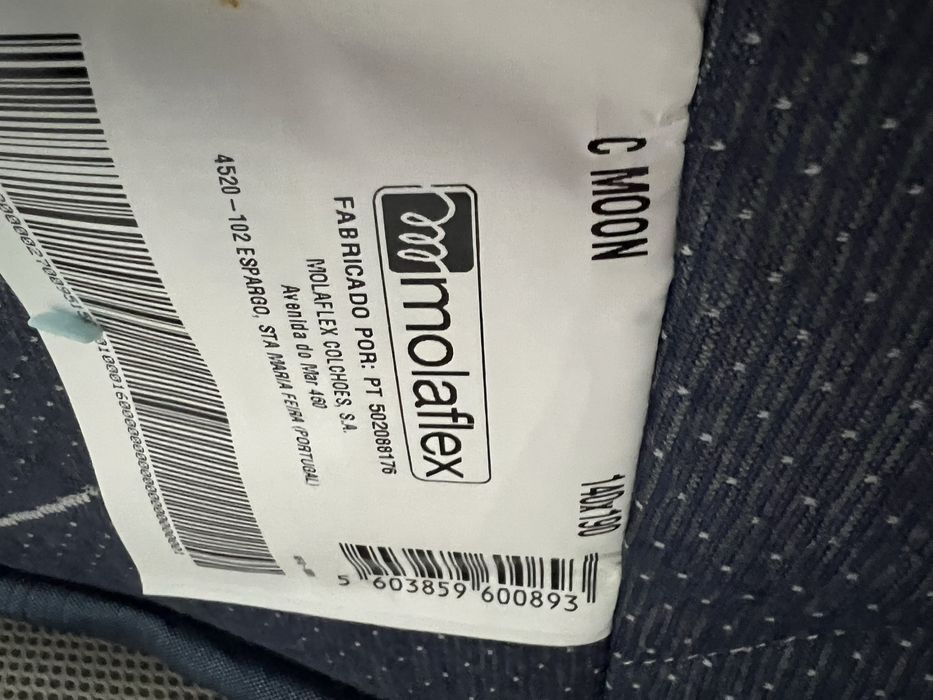 C MOON 140x190
molaflex
FABRICADO POR: PT 502088176
MOLAFLEX COLCHOES, S.A.
Avenida do Mar 460
4520-102 ESPARGO, STA MARIA FEIRA (PORTUGAL)
5 603859 600893